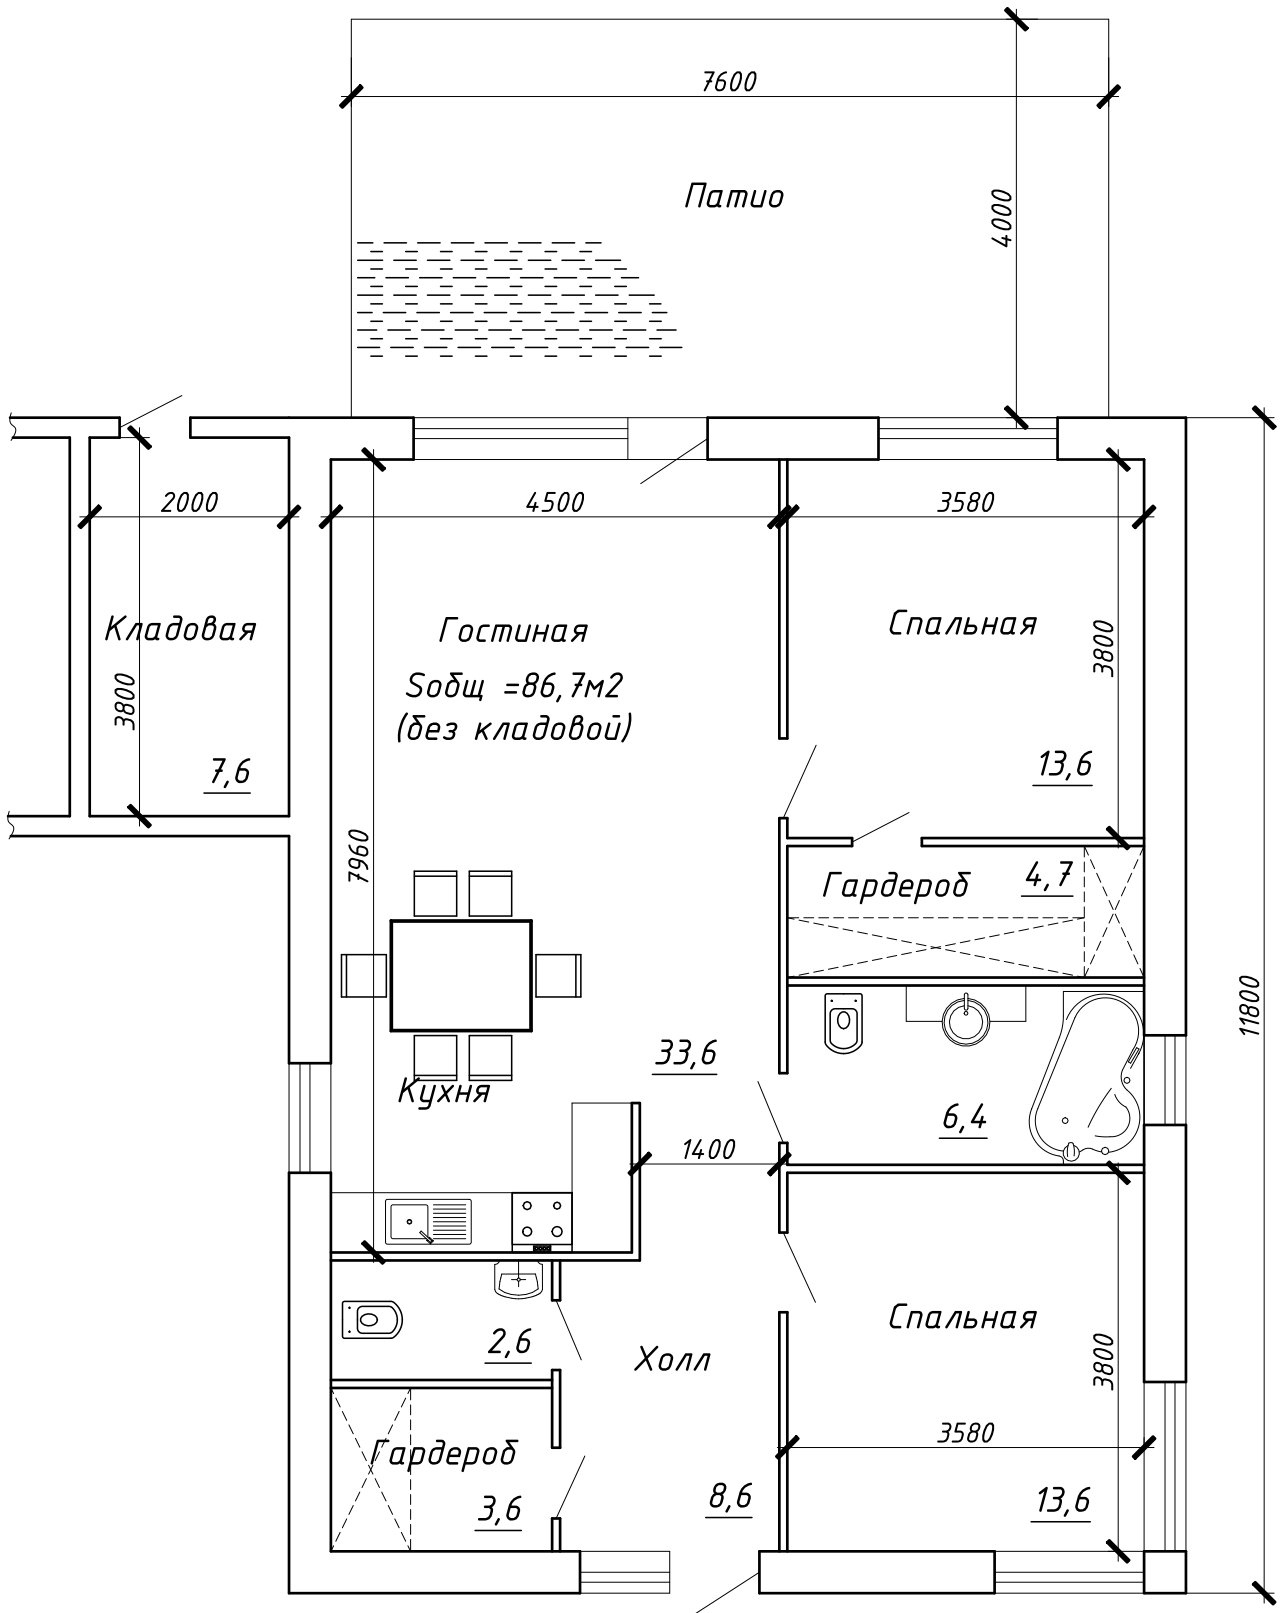 7600
Патио
4000
2000
4500
3580
Кладовая
Гостиная
Спальная
Sобщ =86,7м2
(без кладовой)
3800
3800
7,6
13,6
7960
Гардероб
4,7
33,6
Кухня
6,4
11800
1400
2,6
Холл
Спальная
3800
Гардероб
3580
3,6
8,6
13,6